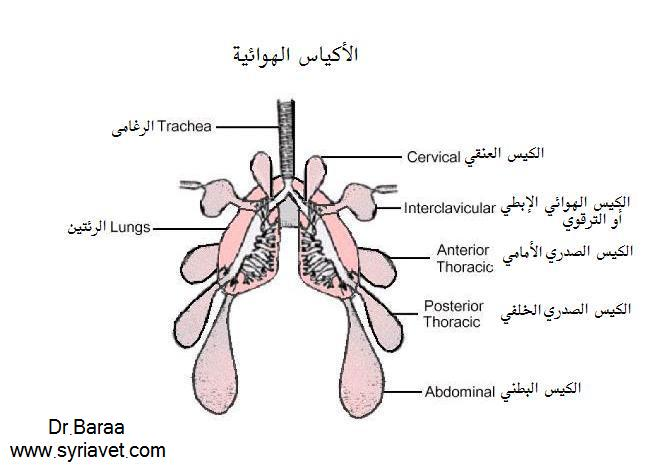 الأكياس الهوائية
الرغامى Trachea
Cervical الكيس العنقي
Interclavicular الكيس الهوائي الإبطي
أو الترقوي
الرئتين Lungs
Anterior الكيس الصدري الأمامي
Thoracic
Posterior الكيس الصدري الخلفي
Thoracic
Abdominal الكيس البطني
Dr.Baraa
www.syriavet.com